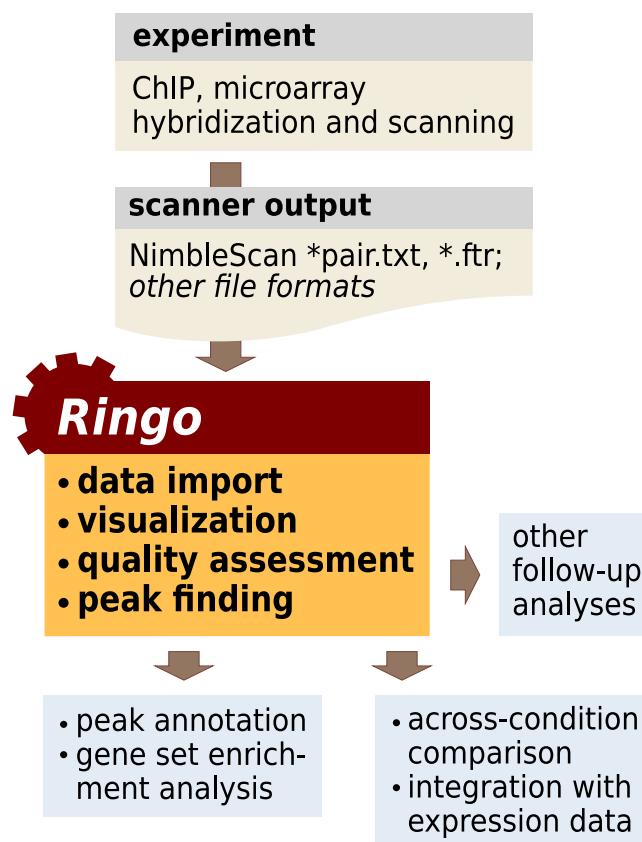 experiment
ChIP, microarray
hybridization and scanning
scanner output
NimbleScan *pair.txt, *.ftr;
other file formats
Ringo
• data import
• visualization
• quality assessment
• peak finding
other
follow-up
analyses
• peak annotation
• gene set enrich-
ment analysis
• across-condition
comparison
• integration with
expression data